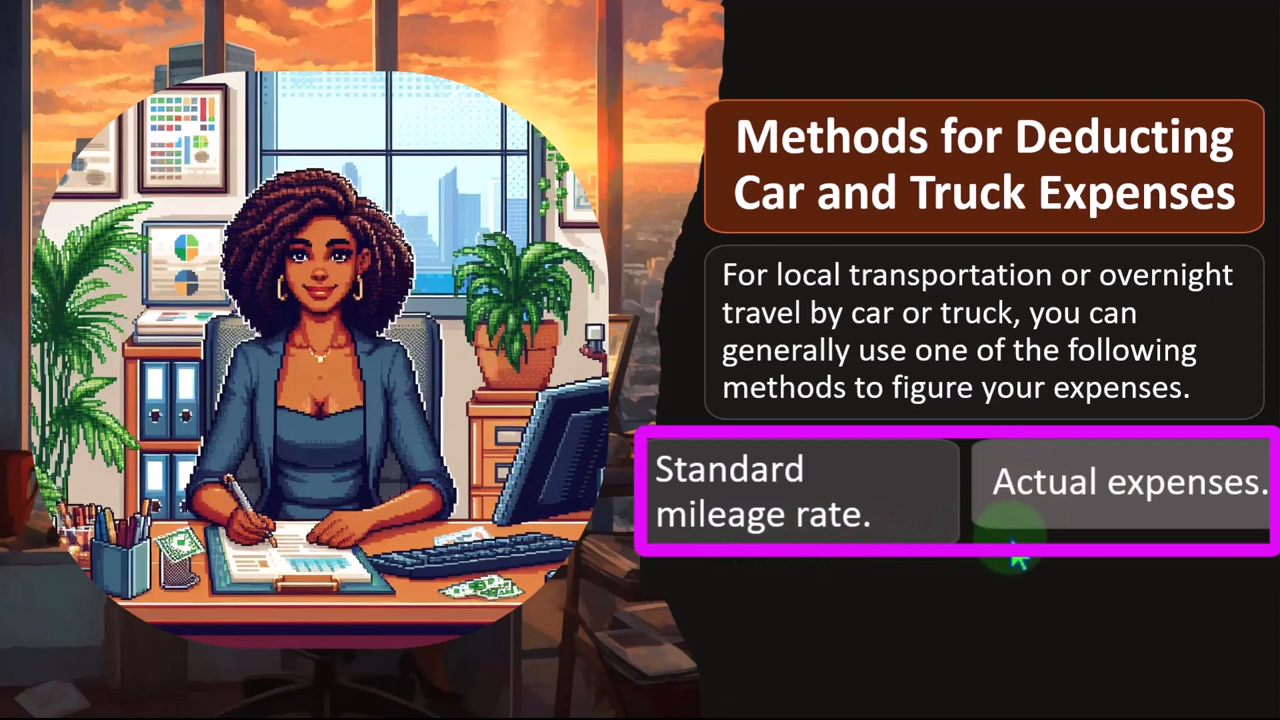 Methods for Deducting
Car and Truck Expenses
For local transportation or overnight
travel by car or truck, you can
generally use one of the following
methods to figure your expenses.
Standard
mileage rate.
Actual expenses.